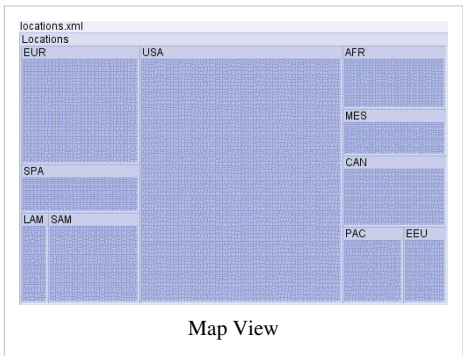 locations.xml
Locations
EUR
USA
AFR
MES
SPA
CAN
LAM SAM
PAC EEU
Map View